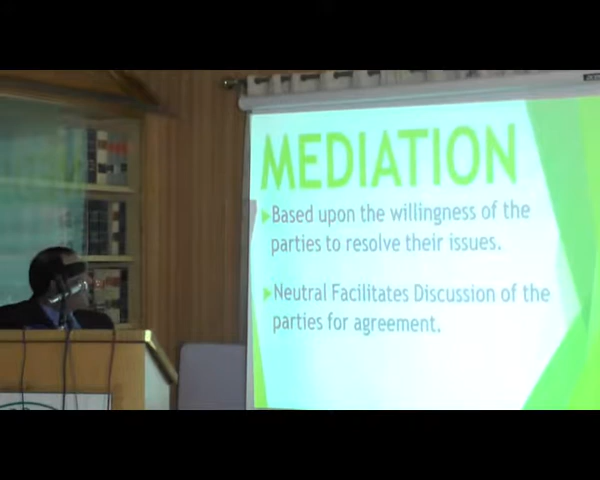 MEDIATION
Based upon the willingness of the
parties to resolve their issues.
Neutral Facilitates Discussion of the
parties for agreement.